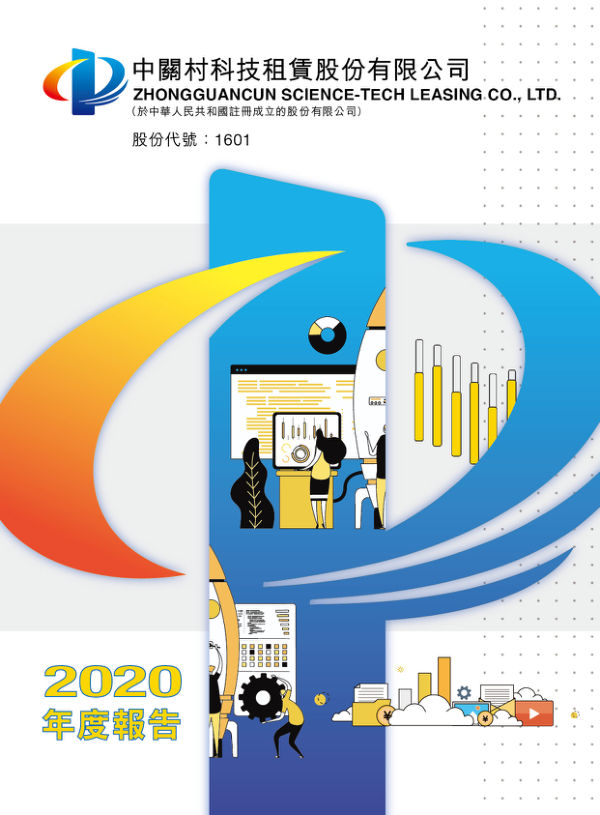 中關村科技租賃股份有限公司
ZHONGGUANCUN SCIENCE-TECH LEASING CO., LTD.
(於中華人民共和國註冊成立的股份有限公司)
股份代號：1601
2020
年度報告